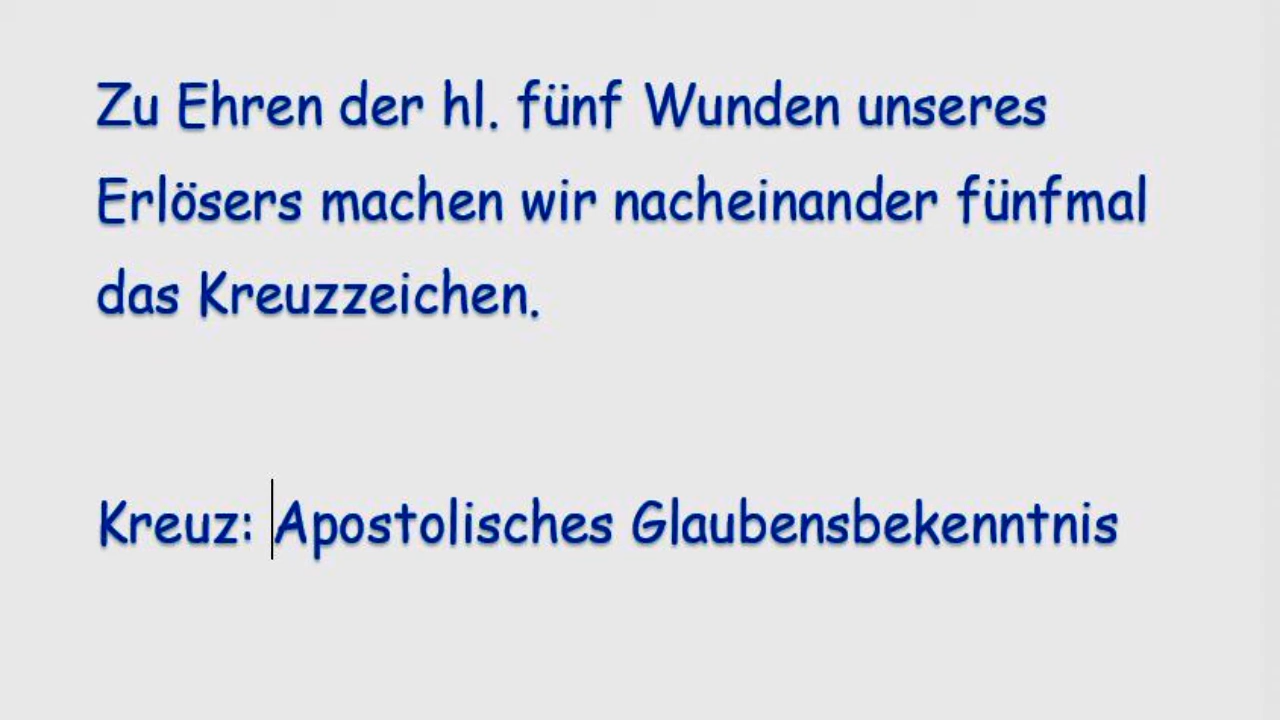 Zu Ehren der hl. fünf Wunden unseres
Erlösers machen wir nacheinander fünfmal
das Kreuzzeichen.
Kreuz: Apostolisches Glaubensbekenntnis